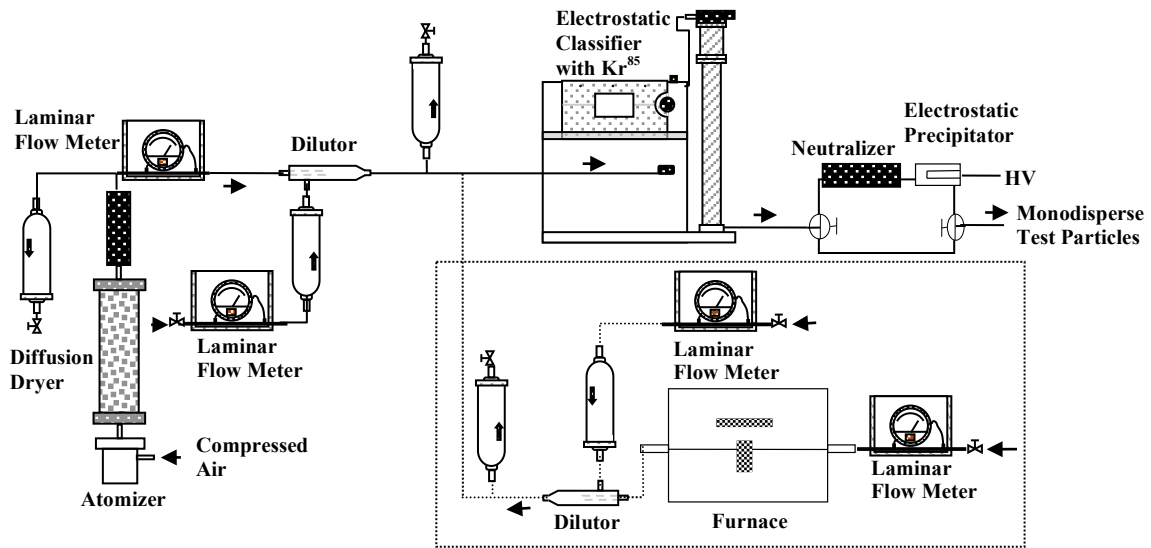 Electrostatic
Classifier
with Kr85
Laminar
Flow Meter
Dilutor
Electrostatic
Precipitator
Neutralizer
HV
Monodisperse
Test Particles
Diffusion
Dryer
Laminar
Flow Meter
Laminar
Flow Meter
Compressed
Air
Atomizer
Laminar
Flow Meter
Dilutor
Furnace